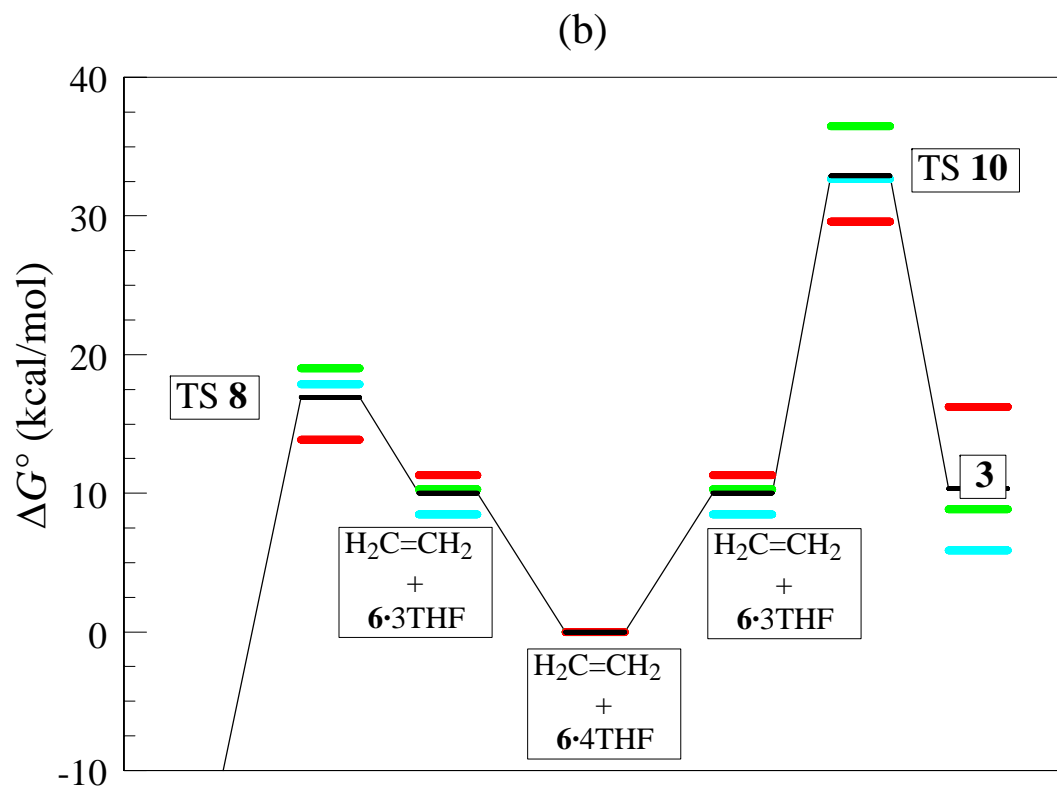 (b)
ΔG° (kcal/mol)
40
30
20
10
0
-10
TS 8
H₂C=CH₂
+
6·3THF
H₂C=CH₂
+
6·4THF
H₂C=CH₂
+
6·3THF
TS 10
3